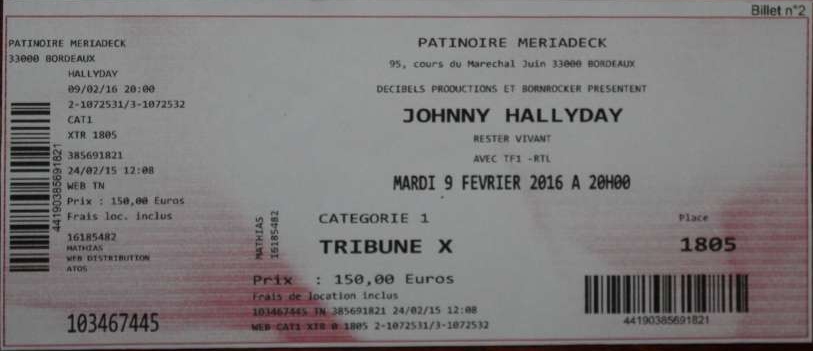 Billet n°2
PATINOIRE MERIADECK
33000 BORDEAUX
HALLYDAY
09/02/16 20:00
2-1072531/3-1072532
CAT1
XTR 1805
385691821
24/02/15 12:08
WEB TN
Prix : 150,00 Euros
Frais loc. inclus
16185482
MATHIAS
WEB DISTRIBUTION
ATOS
103467445
44190385691821
PATINOIRE MERIADECK
95, cours du Marechal Juin 33000 BORDEAUX
DECIBELS PRODUCTIONS ET BORNROCKER PRESENTENT
JOHNNY HALLYDAY
RESTER VIVANT
AVEC TF1 -RTL
MARDI 9 FEVRIER 2016 A 20H00
MATHIAS
16185482
CATEGORIE 1
Place
TRIBUNE X
1805
Prix : 150,00 Euros
Frais de location inclus
103467445 TN 385691821 24/02/15 12:08
WEB CAT1 XTR 0 1805 2-1072531/3-1072532
44190385691821